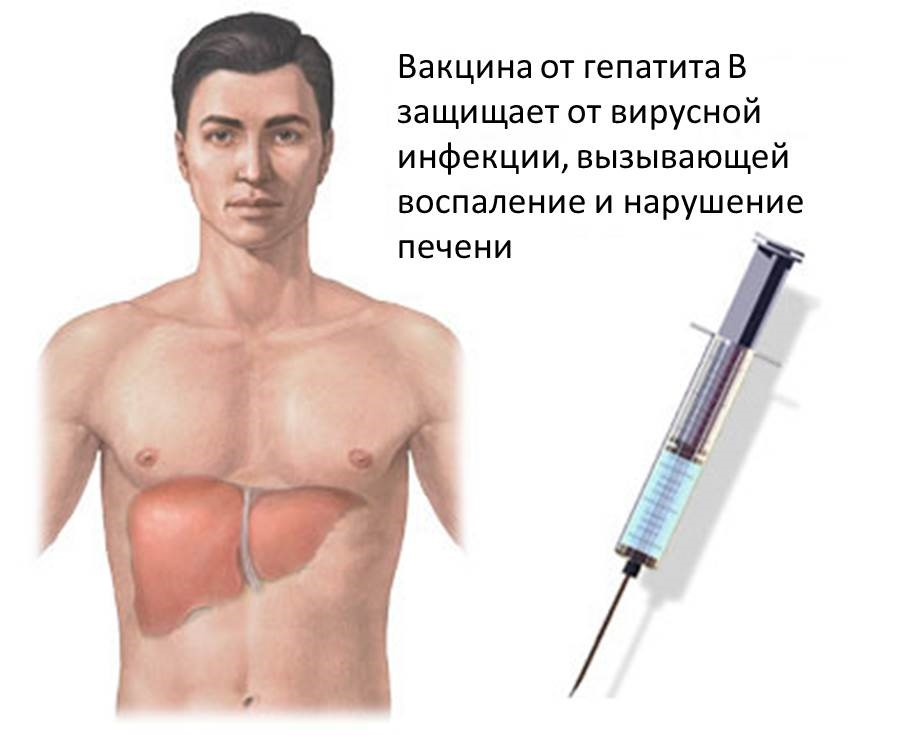 Вакцина от гепатита В
защищает от вирусной
инфекции, вызывающей
воспаление и нарушение
печени